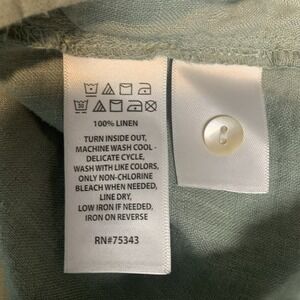 100% LINEN
TURN INSIDE OUT,
MACHINE WASH COOL -
DELICATE CYCLE,
WASH WITH LIKE COLORS,
ONLY NON-CHLORINE
BLEACH WHEN NEEDED,
LINE DRY,
LOW IRON IF NEEDED,
IRON ON REVERSE
RN#75343